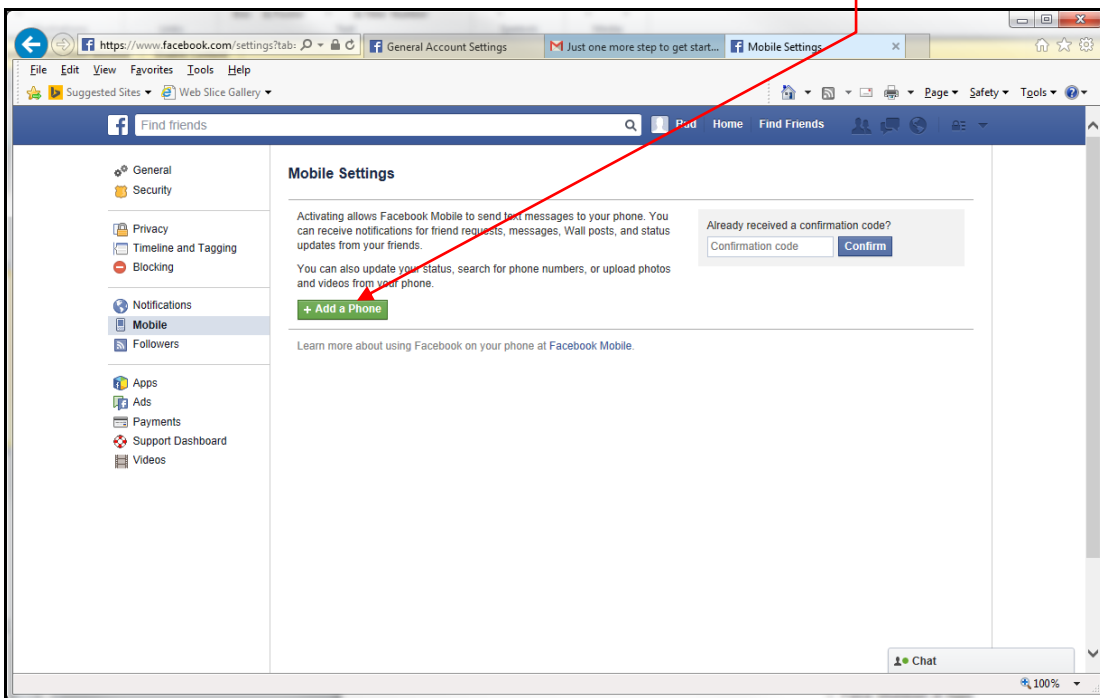 https://www.facebook.com/settings?tab:
General Account Settings
Just one more step to get start...
Mobile Settings
File Edit View Favorites Tools Help
Suggested Sites Web Slice Gallery
Page Safety Tools
Find friends
Home Find Friends
General
Security
Privacy
Timeline and Tagging
Blocking
Notifications
Mobile
Followers
Apps
Ads
Payments
Support Dashboard
Videos
Mobile Settings
Activating allows Facebook Mobile to send text messages to your phone. You
can receive notifications for friend requests, messages, Wall posts, and status
updates from your friends.
You can also update your status, search for phone numbers, or upload photos
and videos from your phone.
+ Add a Phone
Learn more about using Facebook on your phone at Facebook Mobile.
Already received a confirmation code?
Confirmation code Confirm
Chat
100%